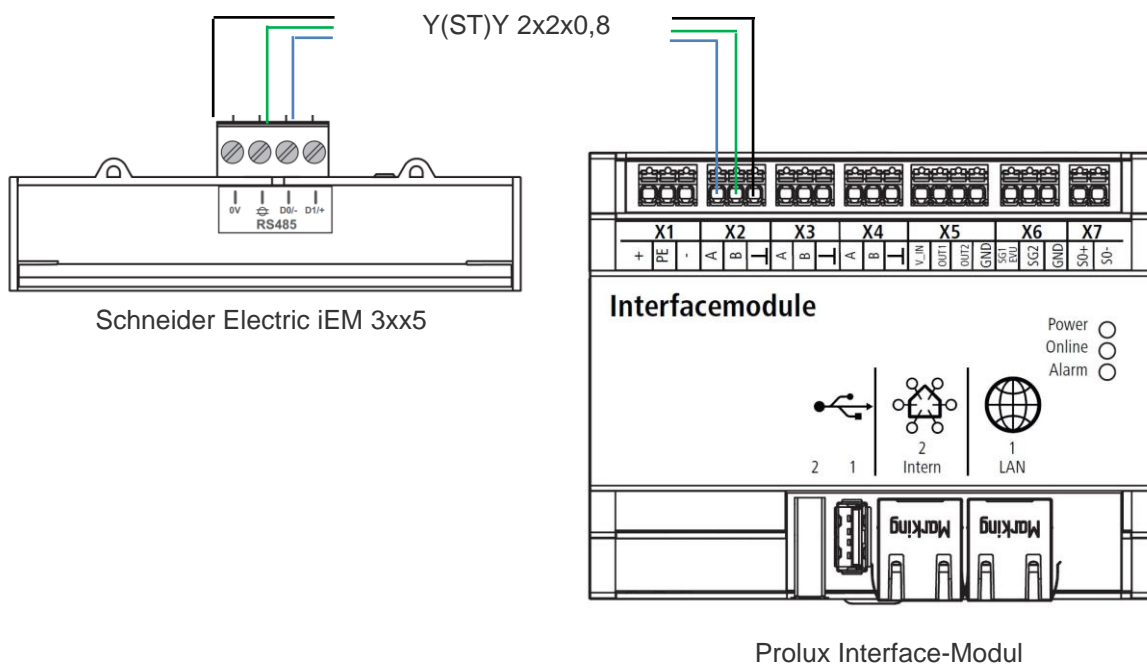 Y(ST)Y 2x2x0,8
0V D0/- D1/+
RS485
Schneider Electric iEM 3xx5
X1 X2 X3 X4 X5 X6 X7
+ PE - A B A B A B V_IN OUT1 OUT2 GND SG1 EVU SG2 GND S0+ S0-
Interfacemodule
Power
Online
Alarm
2 1
2
Intern
1
LAN
Marking Marking
Prolux Interface-Modul